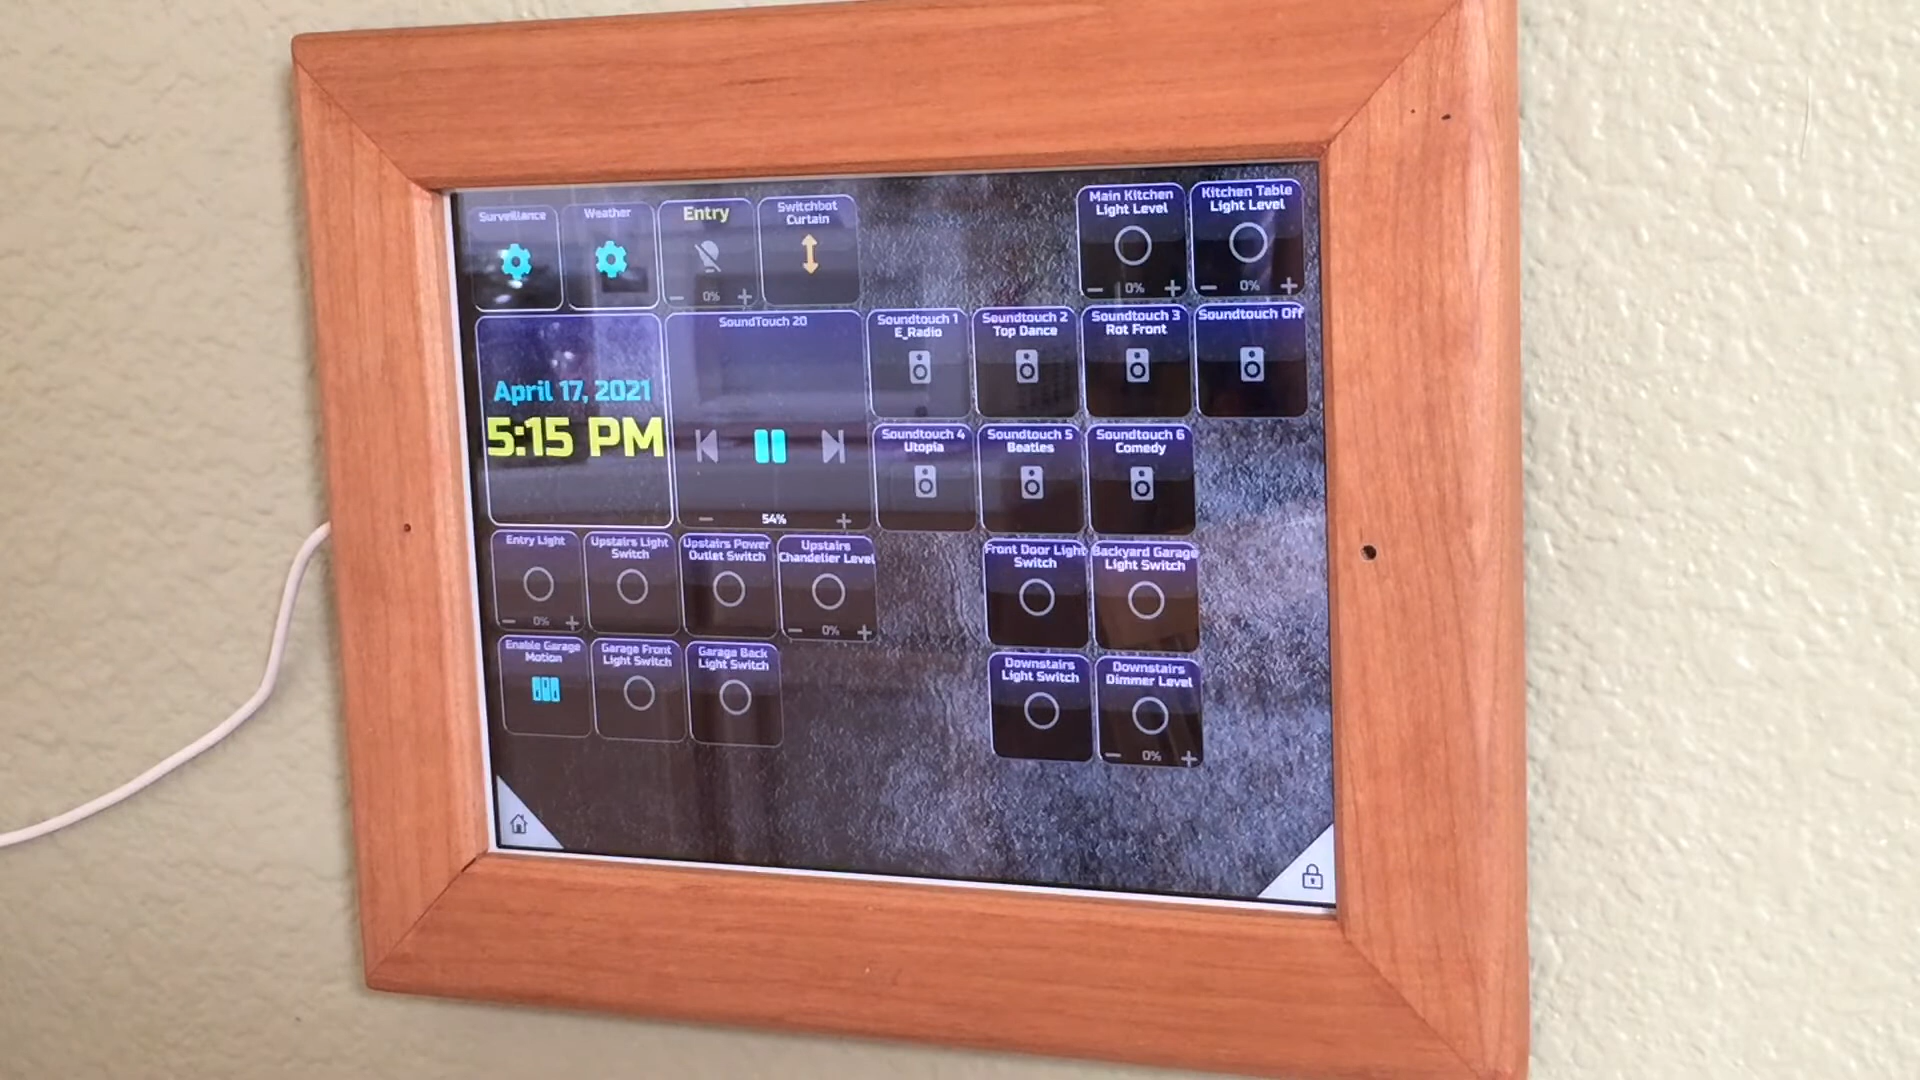 Surveillance
Weather
Entry
0%
Switchbot
Curtain
Main Kitchen
Light Level
0%
Kitchen Table
Light Level
0%
April 17, 2021
5:15 PM
SoundTouch 20
54%
Soundtouch 1
E_Radio
Soundtouch 2
Top Dance
Soundtouch 3
Rot Front
Soundtouch Off
Soundtouch 4
Utopia
Soundtouch 5
Beatles
Soundtouch 6
Comedy
Entry Light
0%
Upstairs Light
Switch
Upstairs Power
Outlet Switch
Upstairs
Chandelier Level
0%
Front Door Light
Switch
Backyard Garage
Light Switch
Enable Garage
Motion
Garage Front
Light Switch
Garage Back
Light Switch
Downstairs
Light Switch
Downstairs
Dimmer Level
0%